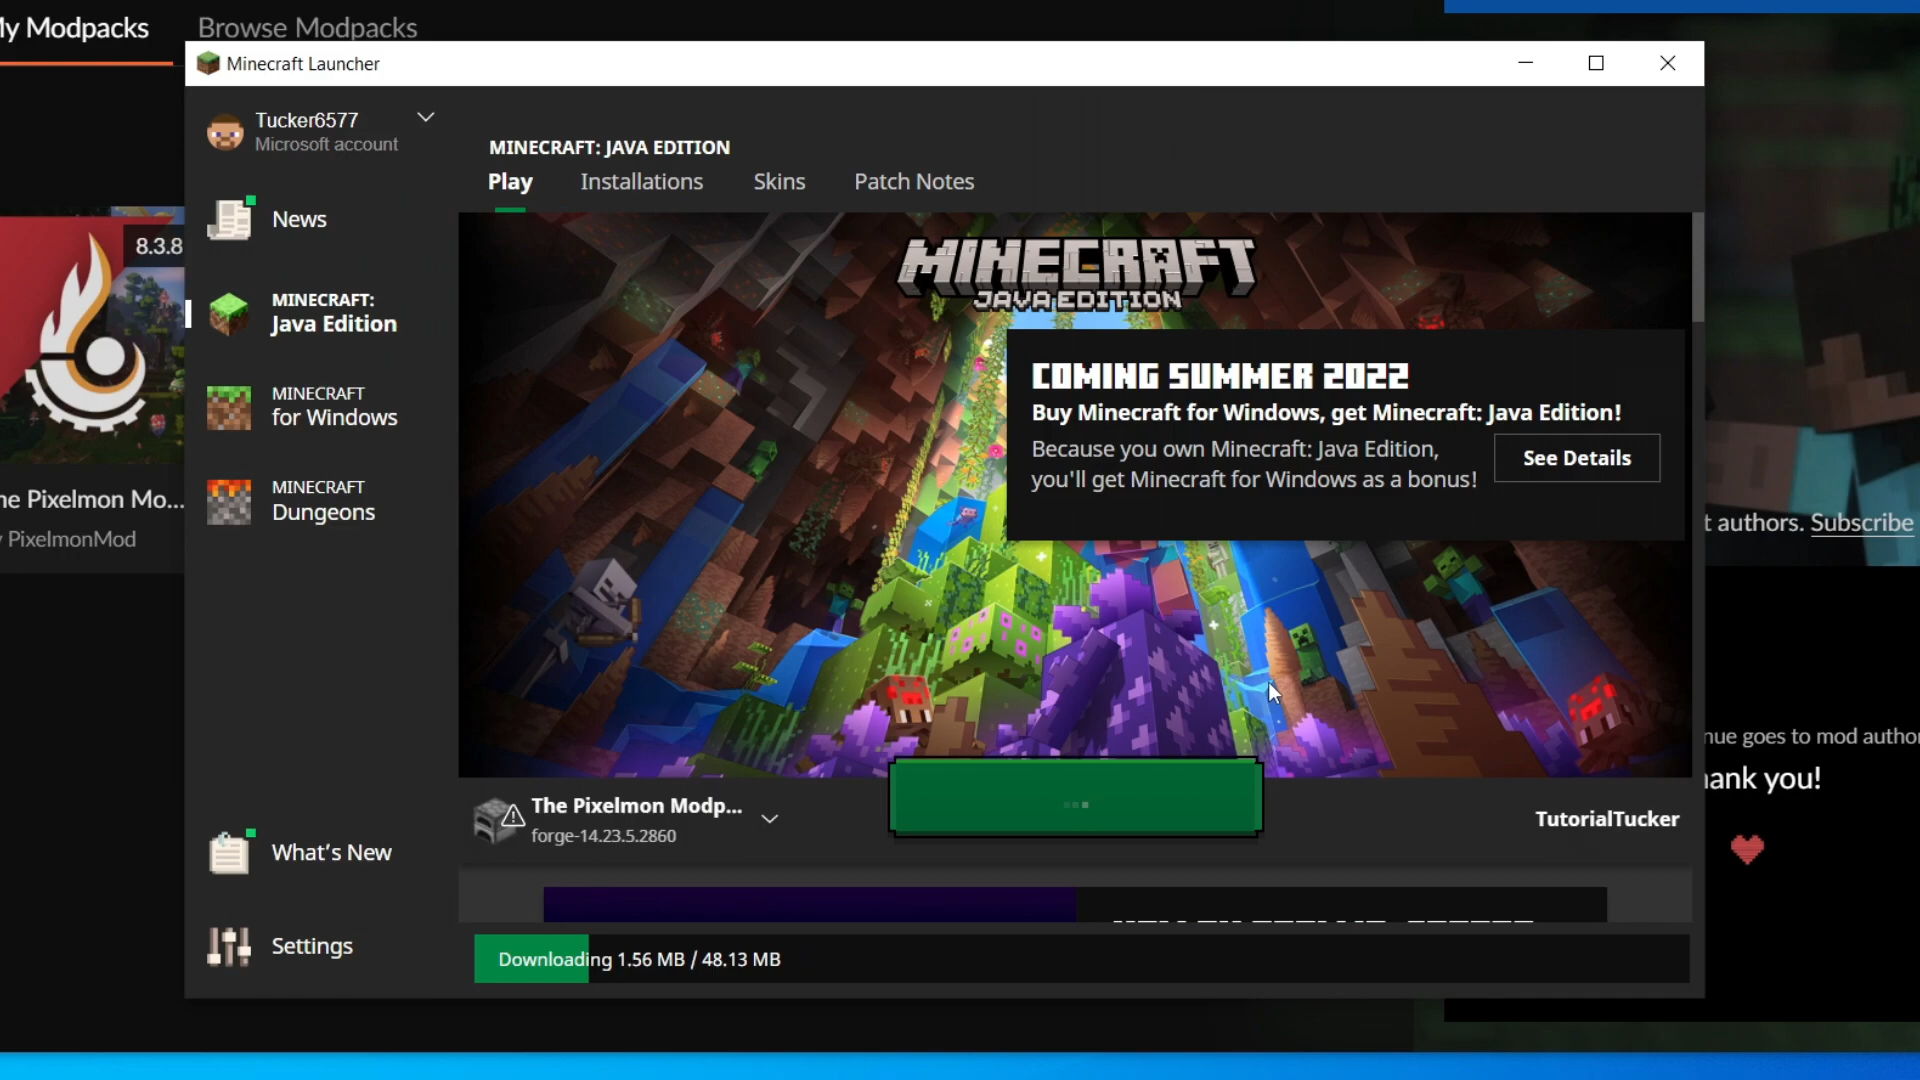 My Modpacks
Browse Modpacks
Minecraft Launcher
Tucker6577
Microsoft account
MINECRAFT: JAVA EDITION
Play
Installations
Skins
Patch Notes
News
MINECRAFT:
Java Edition
MINECRAFT
for Windows
MINECRAFT
Dungeons
What's New
Settings
8.3.8
he Pixelmon Mo...
PixelmonMod
MINECRAFT
JAVA EDITION
COMING SUMMER 2022
Buy Minecraft for Windows, get Minecraft: Java Edition!
Because you own Minecraft: Java Edition,
you'll get Minecraft for Windows as a bonus!
See Details
t authors. Subscribe
nue goes to mod author
hank you!
The Pixelmon Modp...
forge-14.23.5.2860
TutorialTucker
Downloading 1.56 MB / 48.13 MB